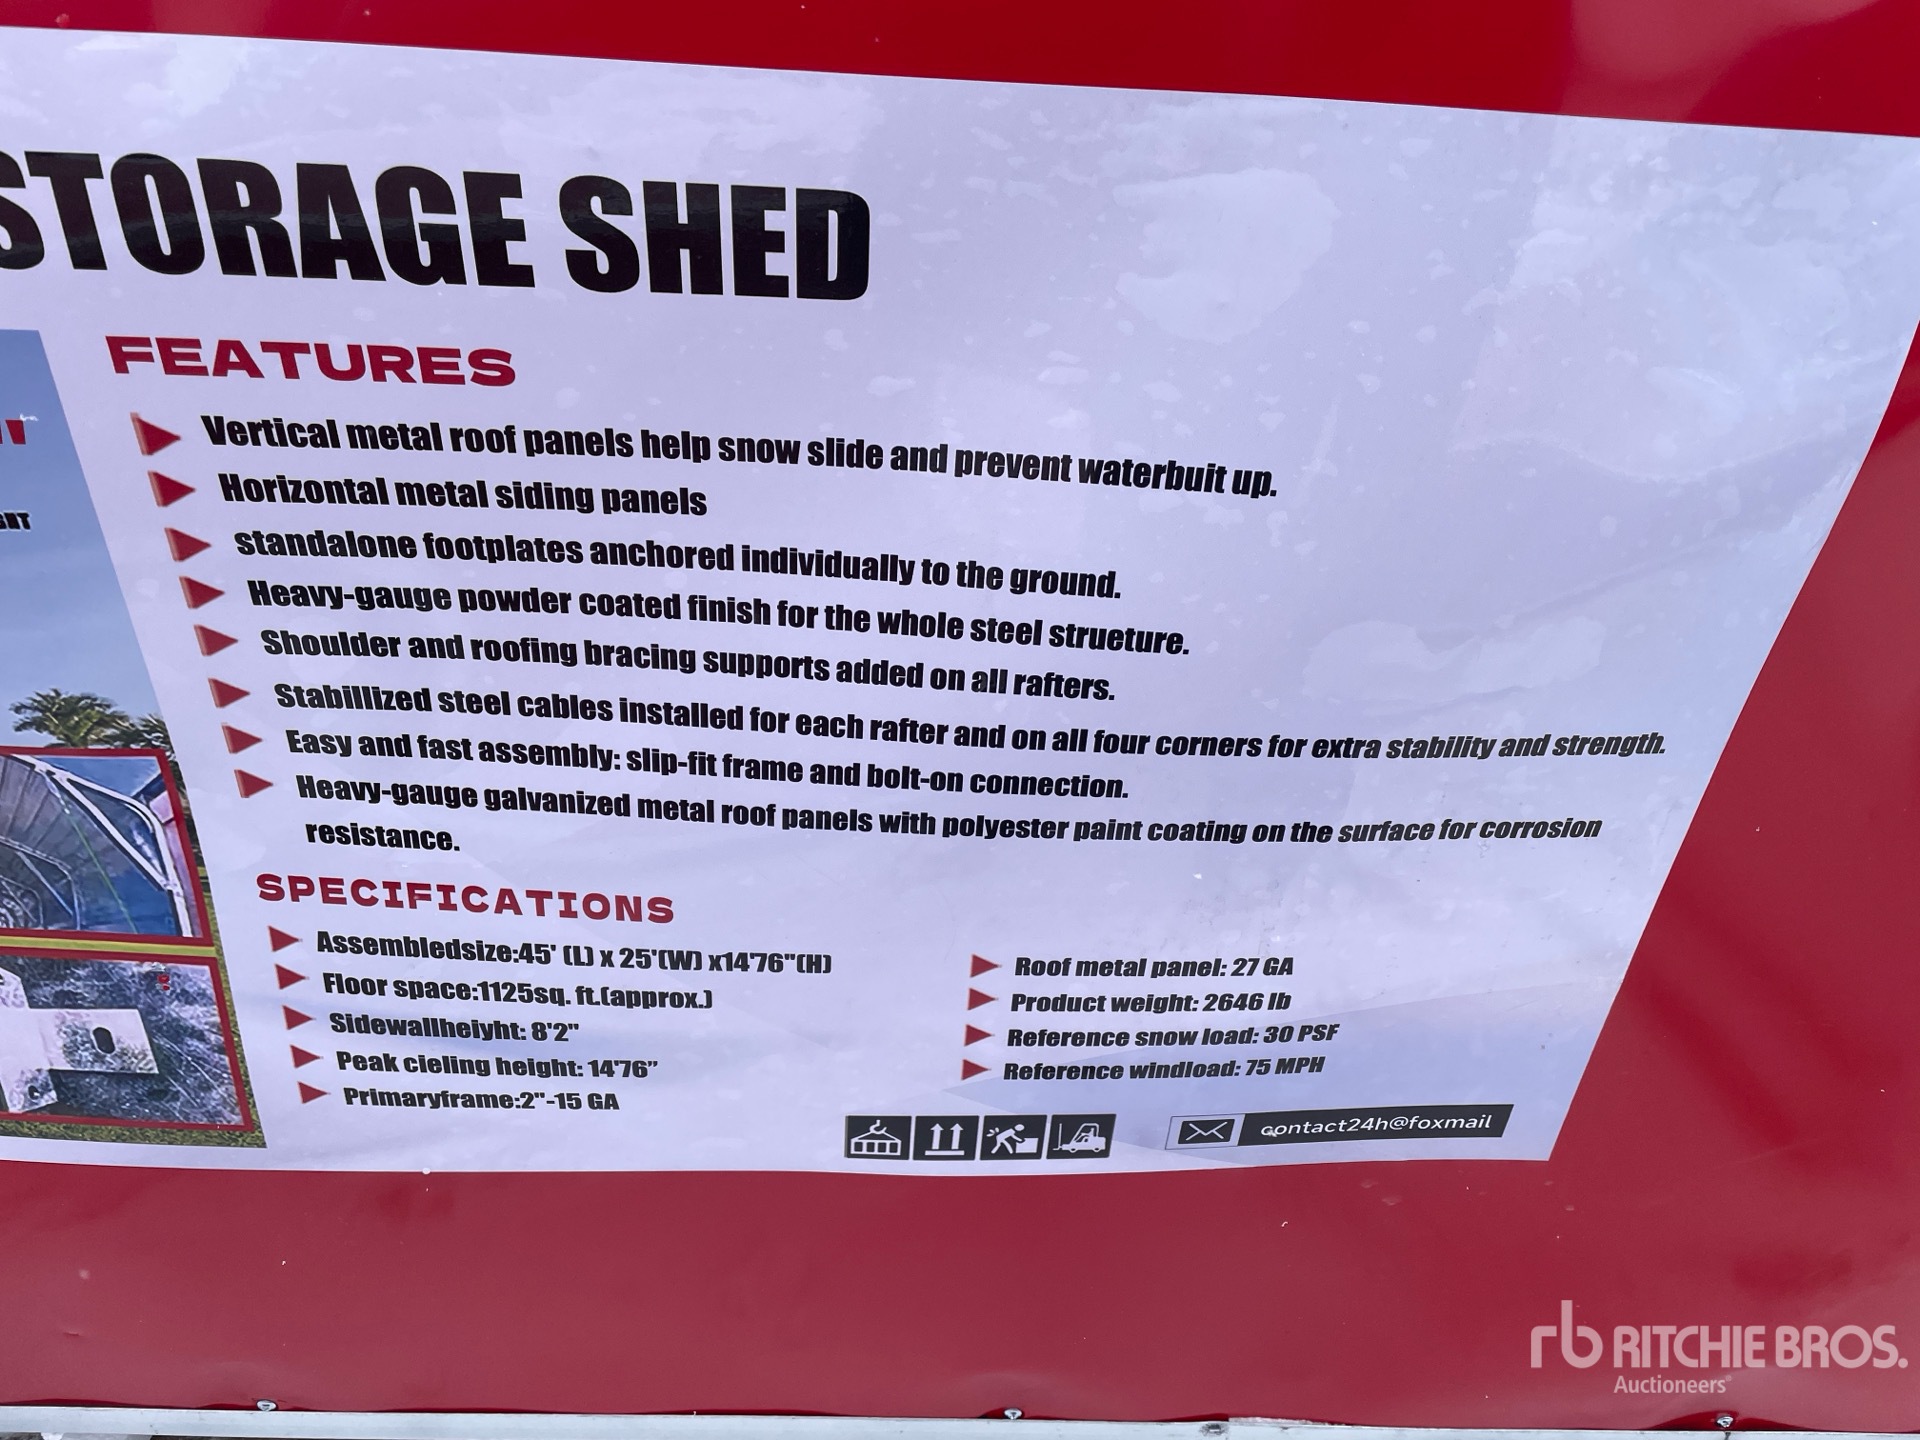 STORAGE SHED
FEATURES
Vertical metal roof panels help snow slide and prevent waterbuit up.
Horizontal metal siding panels
standalone footplates anchored individually to the ground.
Heavy-gauge powder coated finish for the whole steel strueture.
Shoulder and roofing bracing supports added on all rafters.
Stabillized steel cables installed for each rafter and on all four corners for extra stability and strength.
Easy and fast assembly: slip-fit frame and bolt-on connection.
Heavy-gauge galvanized metal roof panels with polyester paint coating on the surface for corrosion
resistance.
SPECIFICATIONS
Assembledsize:45' (L) x 25'(W) x14'76"(H)
Floor space:1125sq. ft.(approx.)
Sidewallheiyht: 8'2"
Peak cieling height: 14'76”
Primaryframe:2"-15 GA
Roof metal panel: 27 GA
Product weight: 2646 lb
Reference snow load: 30 PSF
Reference windload: 75 MPH
contact24h@foxmail
rb RITCHIE BROS.
Auctioneers®